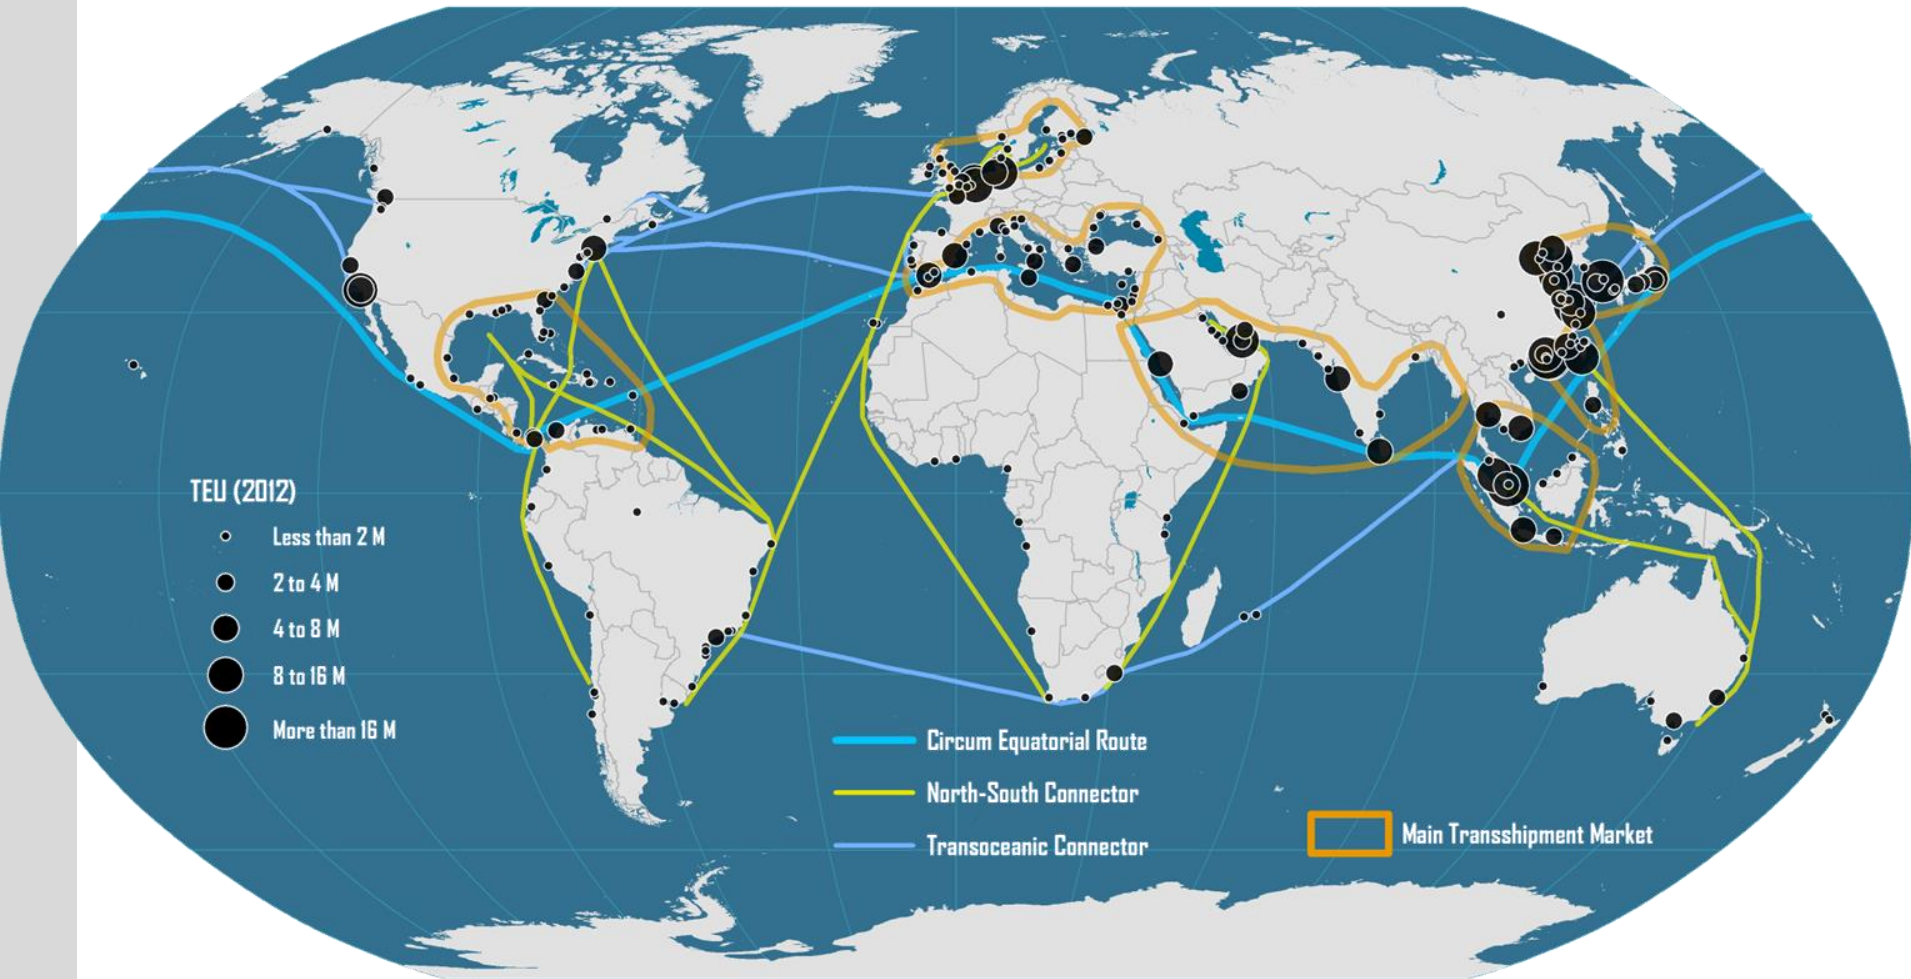 TEU (2012)
Less than 2 M
2 to 4 M
4 to 8 M
8 to 16 M
More than 16 M
Circum Equatorial Route
North-South Connector
Transoceanic Connector
Main Transshipment Market